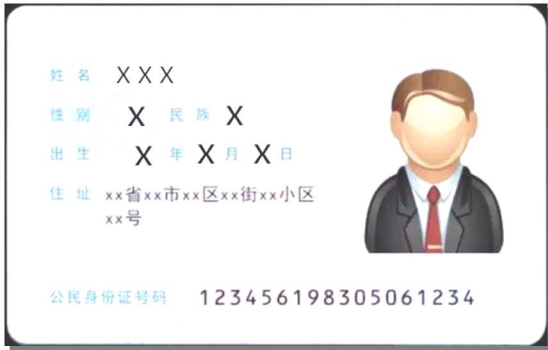 姓 名 X X X
性 别 X 民 族 X
出 生 X 年 X 月 X 日
住 址 xx省xx市xx区xx街xx小区
xx号
公民身份证号码 123456198305061234